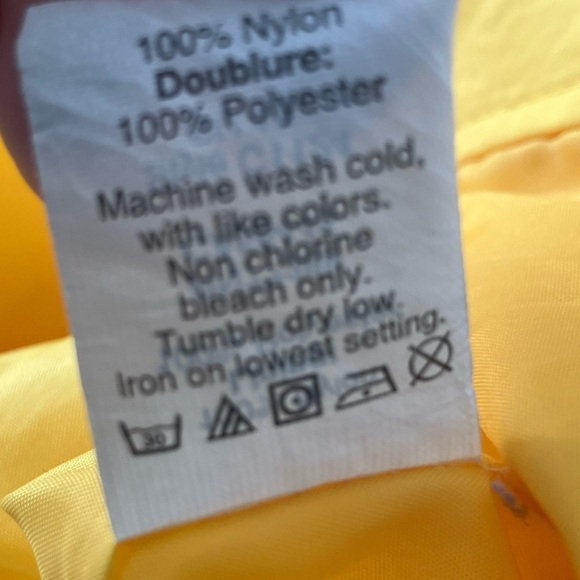 100% Nylon
Doublure:
100% Polyester
Machine wash cold,
with like colors.
Non chlorine
bleach only.
Tumble dry low.
Iron on lowest setting.
30